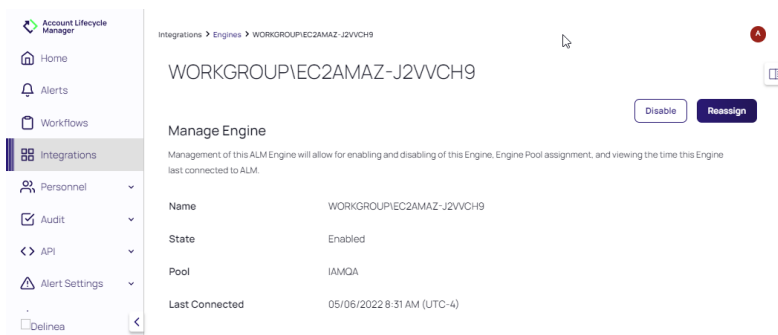 Account Lifecycle
Manager
Home
Alerts
Workflows
Integrations
Personnel
Audit
API
Alert Settings
Delinea
Integrations > Engines > WORKGROUP\EC2AMAZ-J2VVCH9
A
WORKGROUP\EC2AMAZ-J2VVCH9
Disable
Reassign
Manage Engine
Management of this ALM Engine will allow for enabling and disabling of this Engine, Engine Pool assignment, and viewing the time this Engine
last connected to ALM.
Name WORKGROUP\EC2AMAZ-J2VVCH9
State Enabled
Pool IAMQA
Last Connected 05/06/2022 8:31 AM (UTC-4)